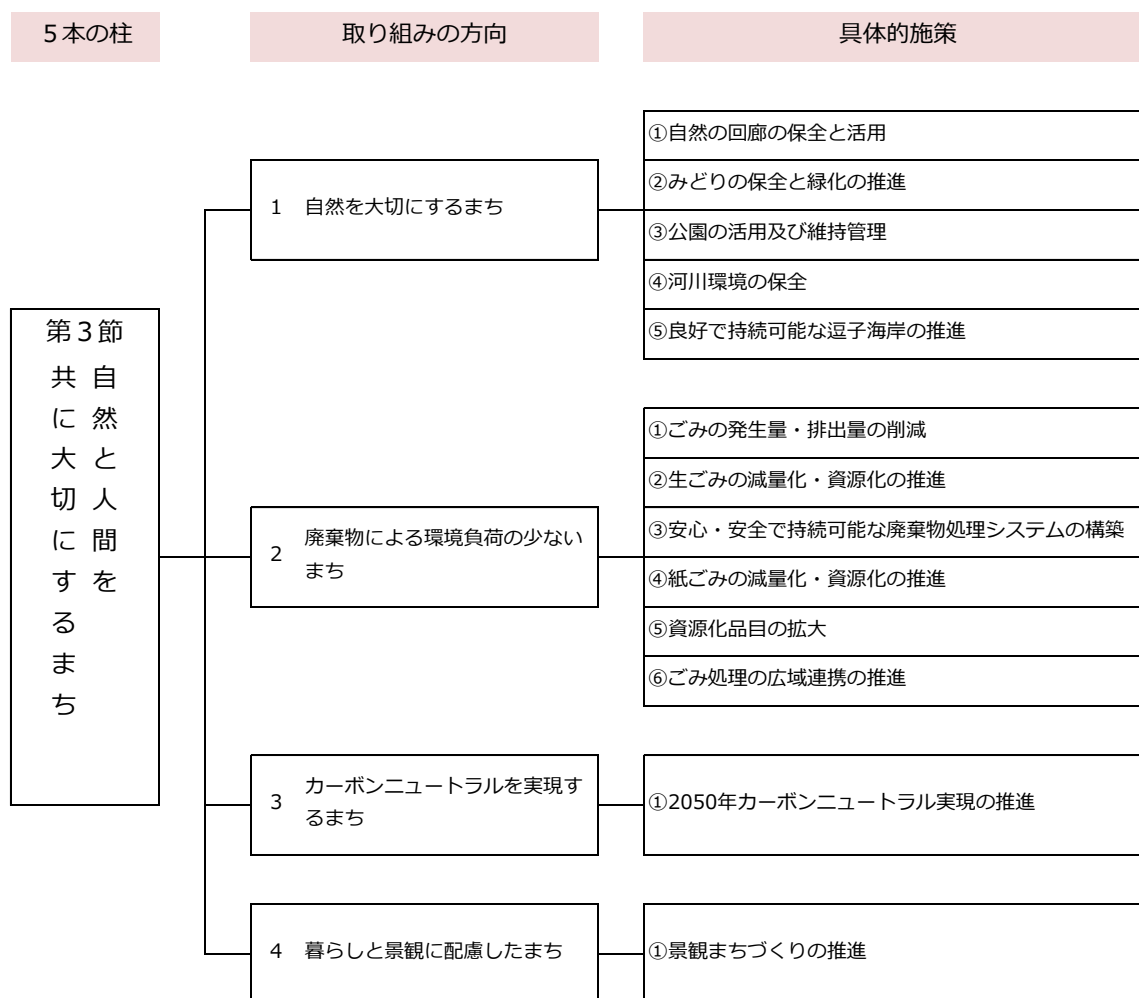 5本の柱
取り組みの方向
具体的施策
第3節
自然と人間を
共に大切にするまち
1 自然を大切にするまち
①自然の回廊の保全と活用
②みどりの保全と緑化の推進
③公園の活用及び維持管理
④河川環境の保全
⑤良好で持続可能な逗子海岸の推進
2 廃棄物による環境負荷の少ない
まち
①ごみの発生量・排出量の削減
②生ごみの減量化・資源化の推進
③安心・安全で持続可能な廃棄物処理システムの構築
④紙ごみの減量化・資源化の推進
⑤資源化品目の拡大
⑥ごみ処理の広域連携の推進
3 カーボンニュートラルを実現す
るまち
①2050年カーボンニュートラル実現の推進
4 暮らしと景観に配慮したまち
①景観まちづくりの推進